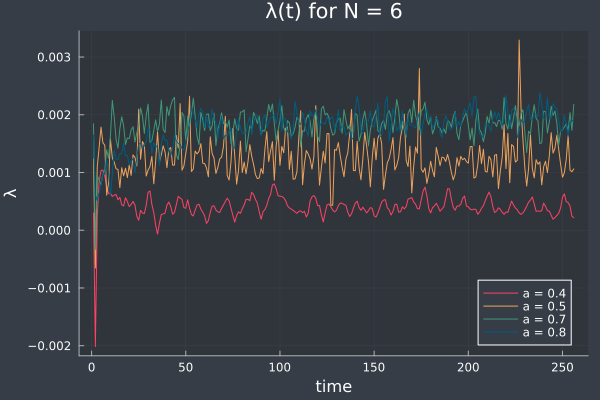 λ(t) for N = 6
0.003
0.002
0.001
0.000
−0.001
−0.002
λ
0
50
100
150
200
250
time
a = 0.4
a = 0.5
a = 0.7
a = 0.8